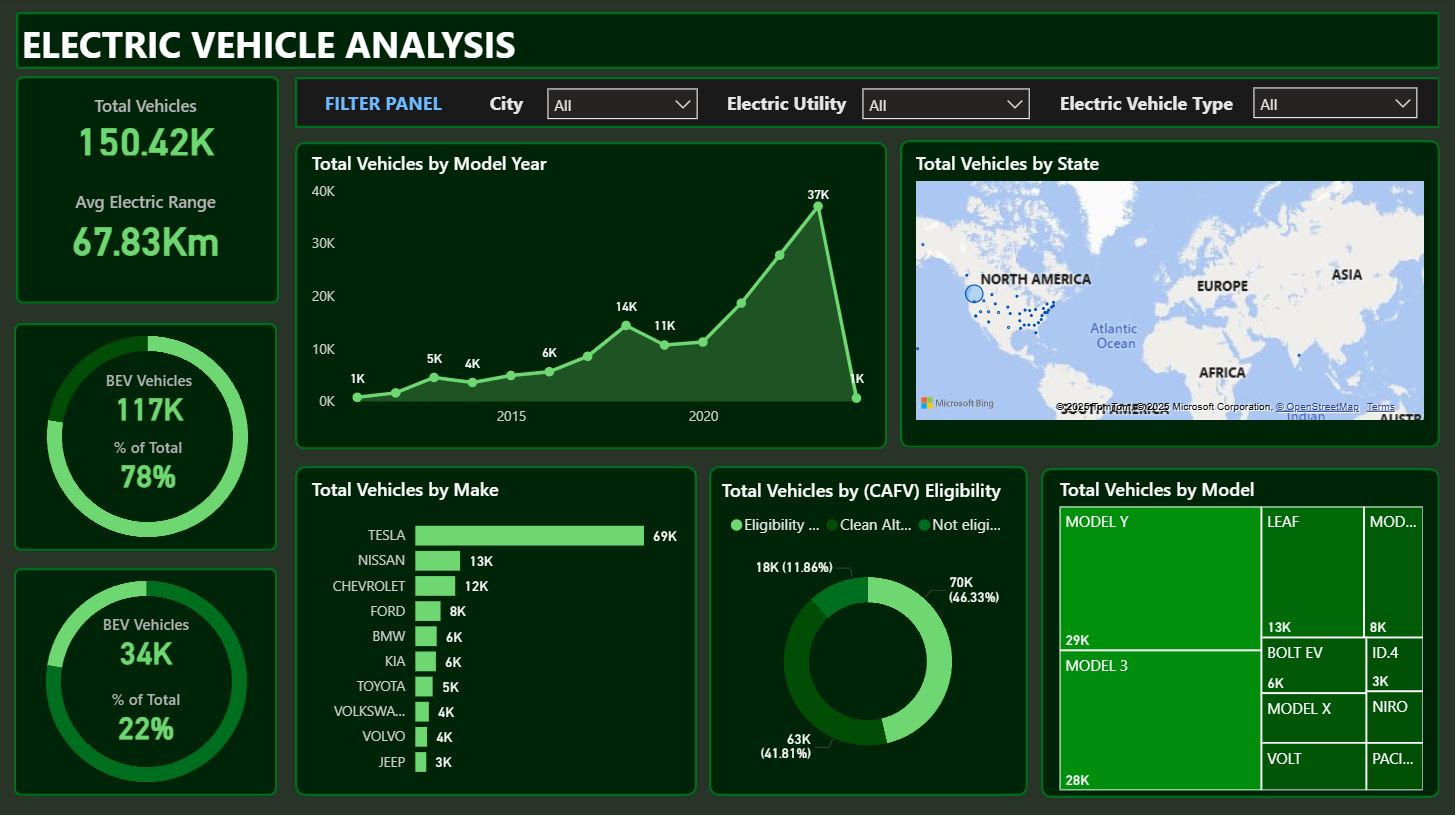 ELECTRIC VEHICLE ANALYSIS
Total Vehicles
150.42K
Avg Electric Range
67.83Km
FILTER PANEL
City
All
Electric Utility
All
Electric Vehicle Type
All
Total Vehicles by Model Year
40K
30K
20K
10K
0K
1K
5K
4K
6K
14K
11K
37K
1K
2015
2020
Total Vehicles by State
NORTH AMERICA
EUROPE
ASIA
Atlantic
Ocean
AFRICA
SOUTH AMERICA
Indian
AUSTR
Microsoft Bing
© 2025 TomTom, © 2025 Microsoft Corporation, © OpenStreetMap Terms
BEV Vehicles
117K
% of Total
78%
BEV Vehicles
34K
% of Total
22%
Total Vehicles by Make
TESLA 69K
NISSAN 13K
CHEVROLET 12K
FORD 8K
BMW 6K
KIA 6K
TOYOTA 5K
VOLKSWA... 4K
VOLVO 4K
JEEP 3K
Total Vehicles by (CAFV) Eligibility
Eligibility ... Clean Alt... Not eligi...
18K (11.86%)
70K
(46.33%)
63K
(41.81%)
Total Vehicles by Model
MODEL Y
29K
MODEL 3
28K
LEAF
13K
MOD...
8K
BOLT EV
6K
ID.4
3K
MODEL X
NIRO
VOLT
PACI...